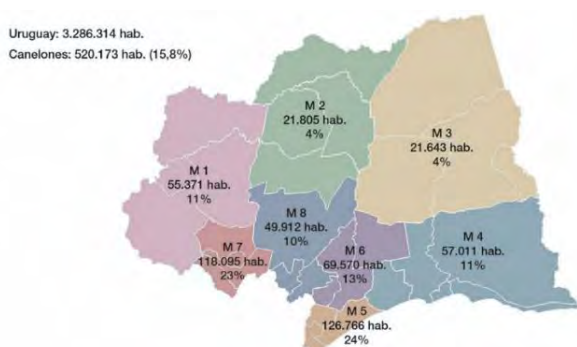 Uruguay: 3.286.314 hab.
Canelones: 520.173 hab. (15,8%)
M 2
21.805 hab.
4%
M 3
21.643 hab.
4%
M 1
55.371 hab.
11%
M 8
49.912 hab.
10%
M 4
57.011 hab.
11%
M 7
118.095 hab.
23%
M 6
69.570 hab.
13%
M 5
126.766 hab.
24%